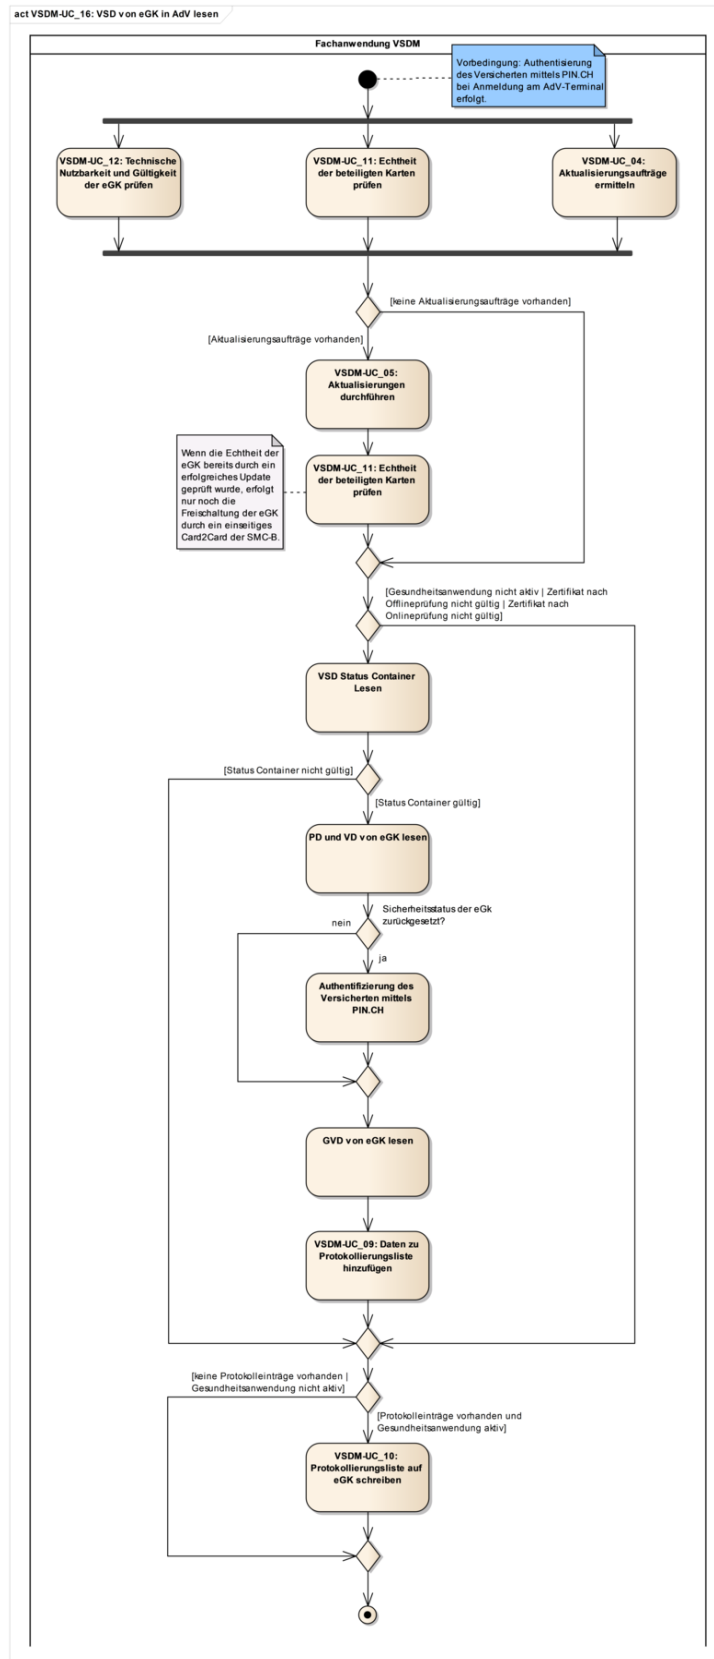 act VSDM-UC_16: VSD von eGK in AdV lesen
Fachanwendung VSDM
Vorbedingung: Authentisierung
des Versicherten mittels PIN.CH
bei Anmeldung am AdV-Terminal
erfolgt.
VSDM-UC_12: Technische
Nutzbarkeit und Gültigkeit
der eGK prüfen
VSDM-UC_11: Echtheit
der beteiligten Karten
prüfen
VSDM-UC_04:
Aktualisierungsaufträge
ermitteln
[keine Aktualisierungsaufträge vorhanden]
[Aktualisierungsaufträge vorhanden]
VSDM-UC_05:
Aktualisierungen
durchführen
Wenn die Echtheit der
eGK bereits durch ein
erfolgreiches Update
geprüft wurde, erfolgt
nur noch die
Freischaltung der eGK
durch ein einseitiges
Card2Card der SMC-B.
VSDM-UC_11: Echtheit
der beteiligten Karten
prüfen
[Gesundheitsanwendung nicht aktiv | Zertifikat nach
Offlineprüfung nicht gültig | Zertifikat nach
Onlineprüfung nicht gültig]
VSD Status Container
Lesen
[Status Container nicht gültig]
[Status Container gültig]
PD und VD von eGK lesen
Sicherheitsstatus der eGk
zurückgesetzt?
nein
ja
Authentifizierung des
Versicherten mittels
PIN.CH
GVD von eGK lesen
VSDM-UC_09: Daten zu
Protokollierungsliste
hinzufügen
[keine Protokolleinträge vorhanden |
Gesundheitsanwendung nicht aktiv]
[Protokolleinträge vorhanden und
Gesundheitsanwendung aktiv]
VSDM-UC_10:
Protokollierungsliste auf
eGK schreiben